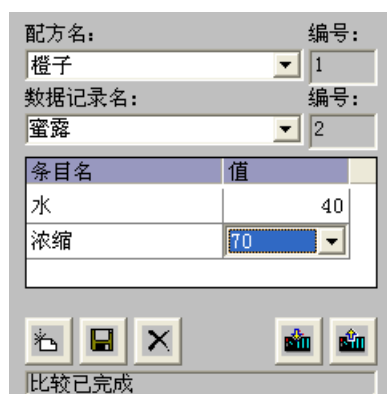 配方名: 编号:
橙子 1
数据记录名: 编号:
蜜露 2
条目名 值
水 40
浓缩 70
比较已完成